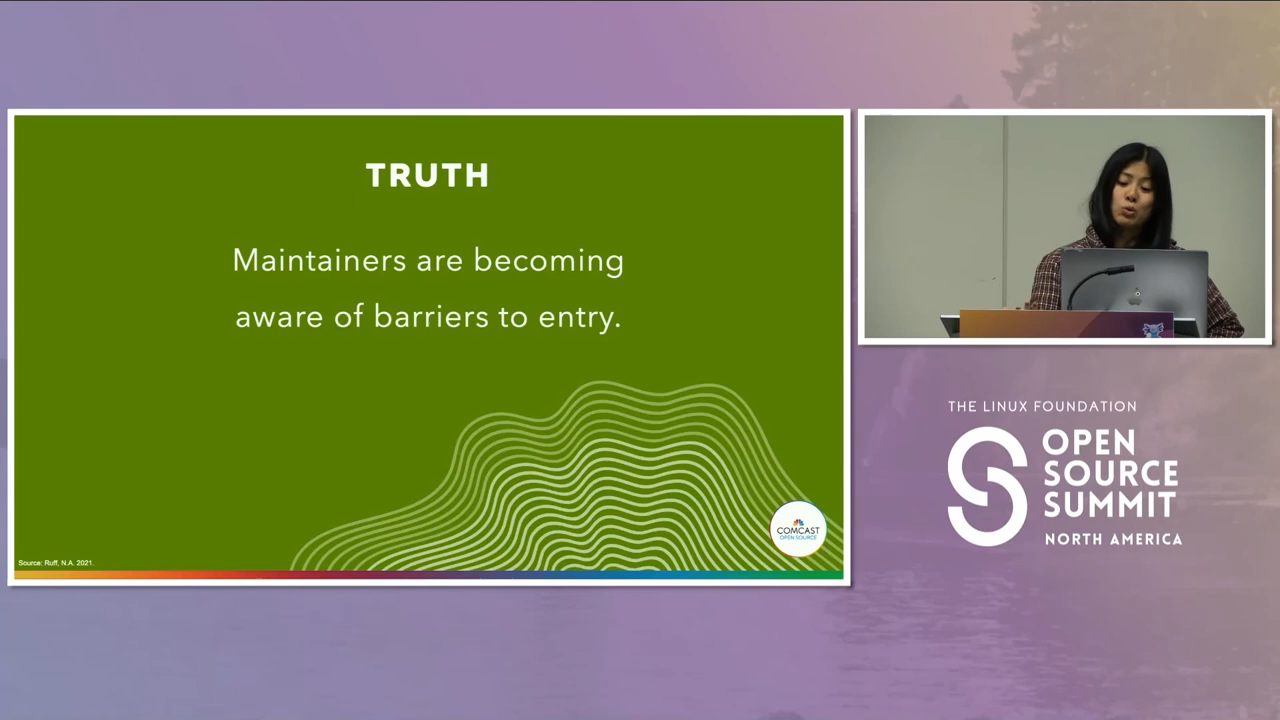 TRUTH
Maintainers are becoming
aware of barriers to entry.
COMCAST
OPEN SOURCE
Source: Ruff, N.A. 2021.
THE LINUX FOUNDATION
OPEN
SOURCE
SUMMIT
NORTH AMERICA